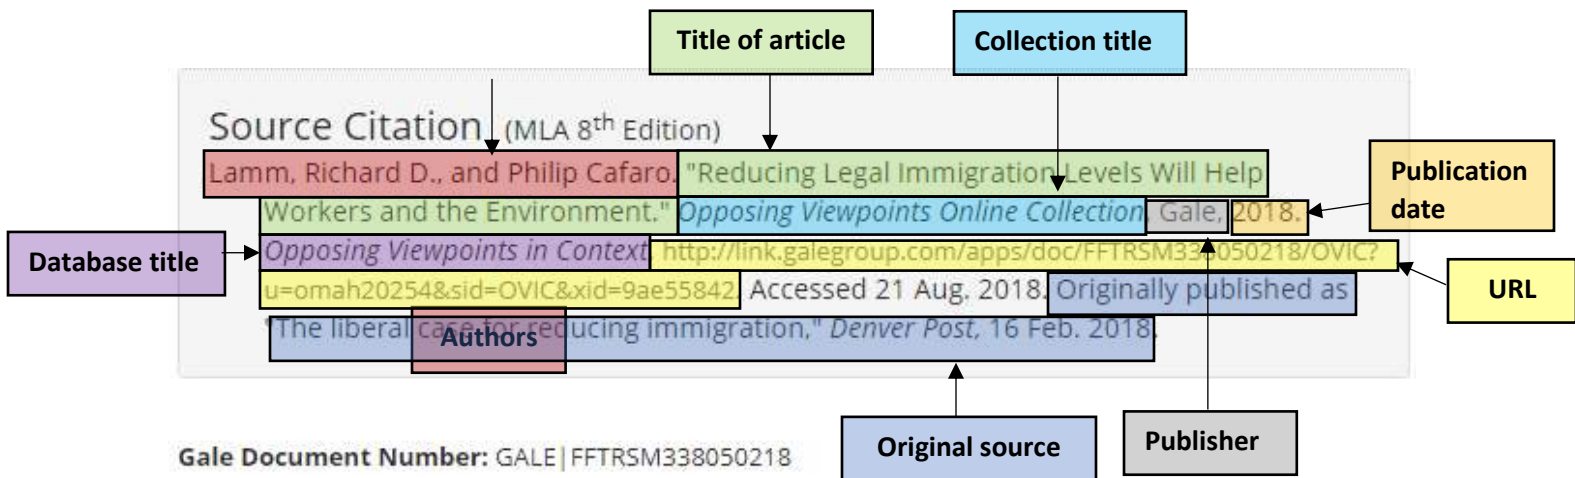 Title of article
Collection title
Source Citation (MLA 8th Edition)
Lamm, Richard D., and Philip Cafaro. "Reducing Legal Immigration Levels Will Help
Workers and the Environment." Opposing Viewpoints Online Collection, Gale, 2018.
Opposing Viewpoints in Context, http://link.galegroup.com/apps/doc/FFTRSM338050218/OVIC?
u=omah20254&sid=OVIC&xid=9ae55842. Accessed 21 Aug. 2018. Originally published as
"The liberal case for reducing immigration," Denver Post, 16 Feb. 2018.
Publication
date
Database title
URL
Authors
Original source
Publisher
Gale Document Number: GALE|FFTRSM338050218